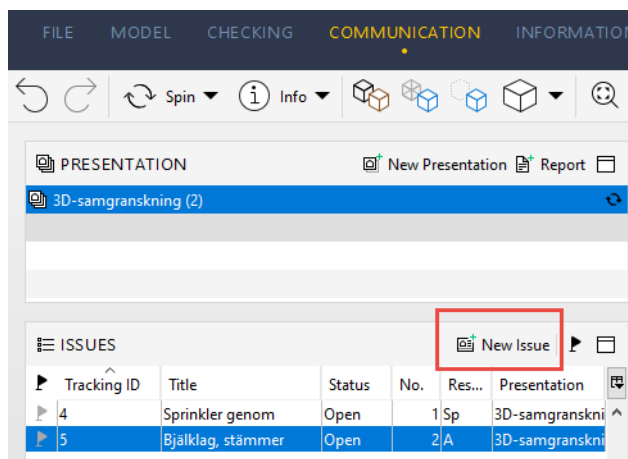 FILE MODEL CHECKING COMMUNICATION INFORMATIO
Spin Info
PRESENTATION New Presentation Report
3D-samgranskning (2)
ISSUES New Issue
Tracking ID Title Status No. Res... Presentation
4 Sprinkler genom Open 1 Sp 3D-samgranskni
5 Bjälklag, stämmer Open 2 A 3D-samgranskni